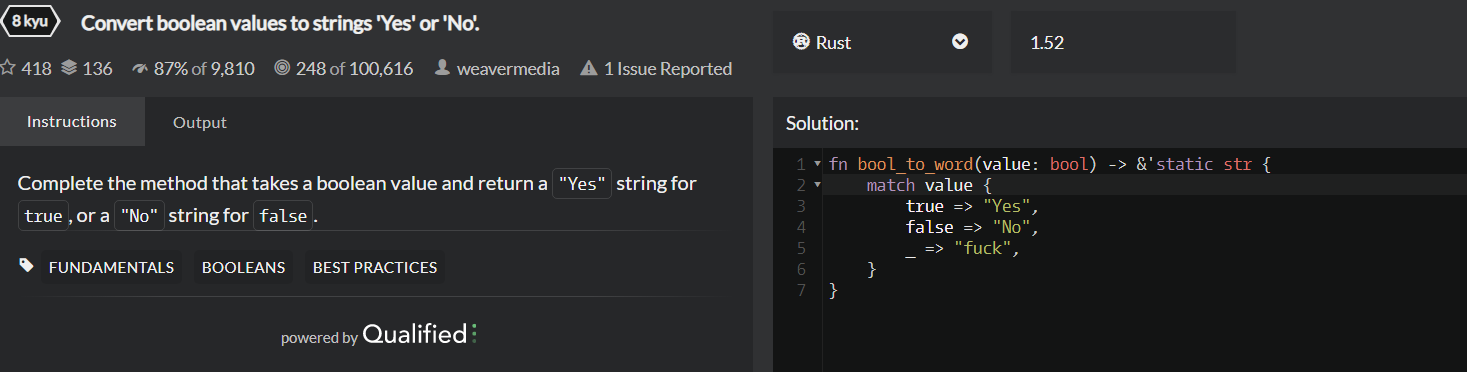 8 kyu Convert boolean values to strings 'Yes' or 'No'.
418 136 87% of 9,810 248 of 100,616 weavermedia 1 Issue Reported
Instructions Output
Complete the method that takes a boolean value and return a "Yes" string for
true, or a "No" string for false.
FUNDAMENTALS BOOLEANS BEST PRACTICES
powered by Qualified
Rust 1.52
Solution:
1 fn bool_to_word(value: bool) -> &'static str {
2     match value {
3         true => "Yes",
4         false => "No",
5         _ => "fuck",
6     }
7 }